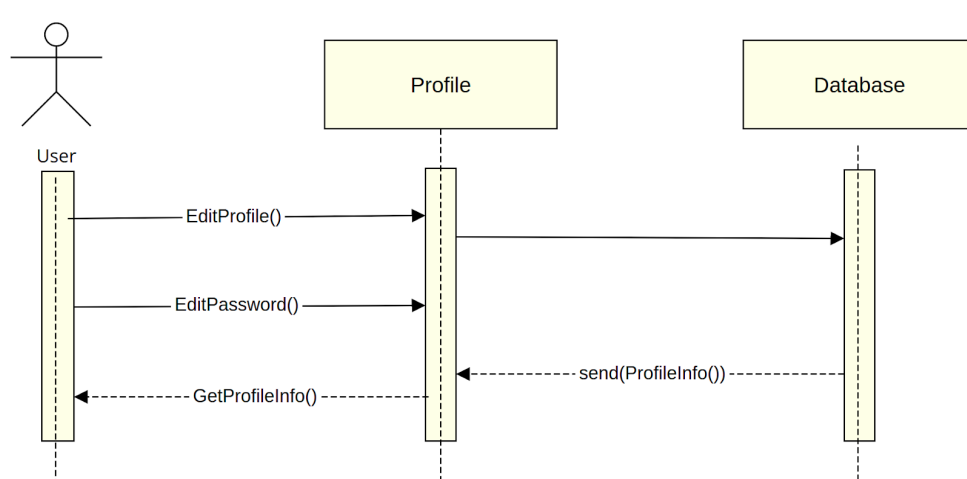 Profile
Database
User
EditProfile()
EditPassword()
send(ProfileInfo())
GetProfileInfo()